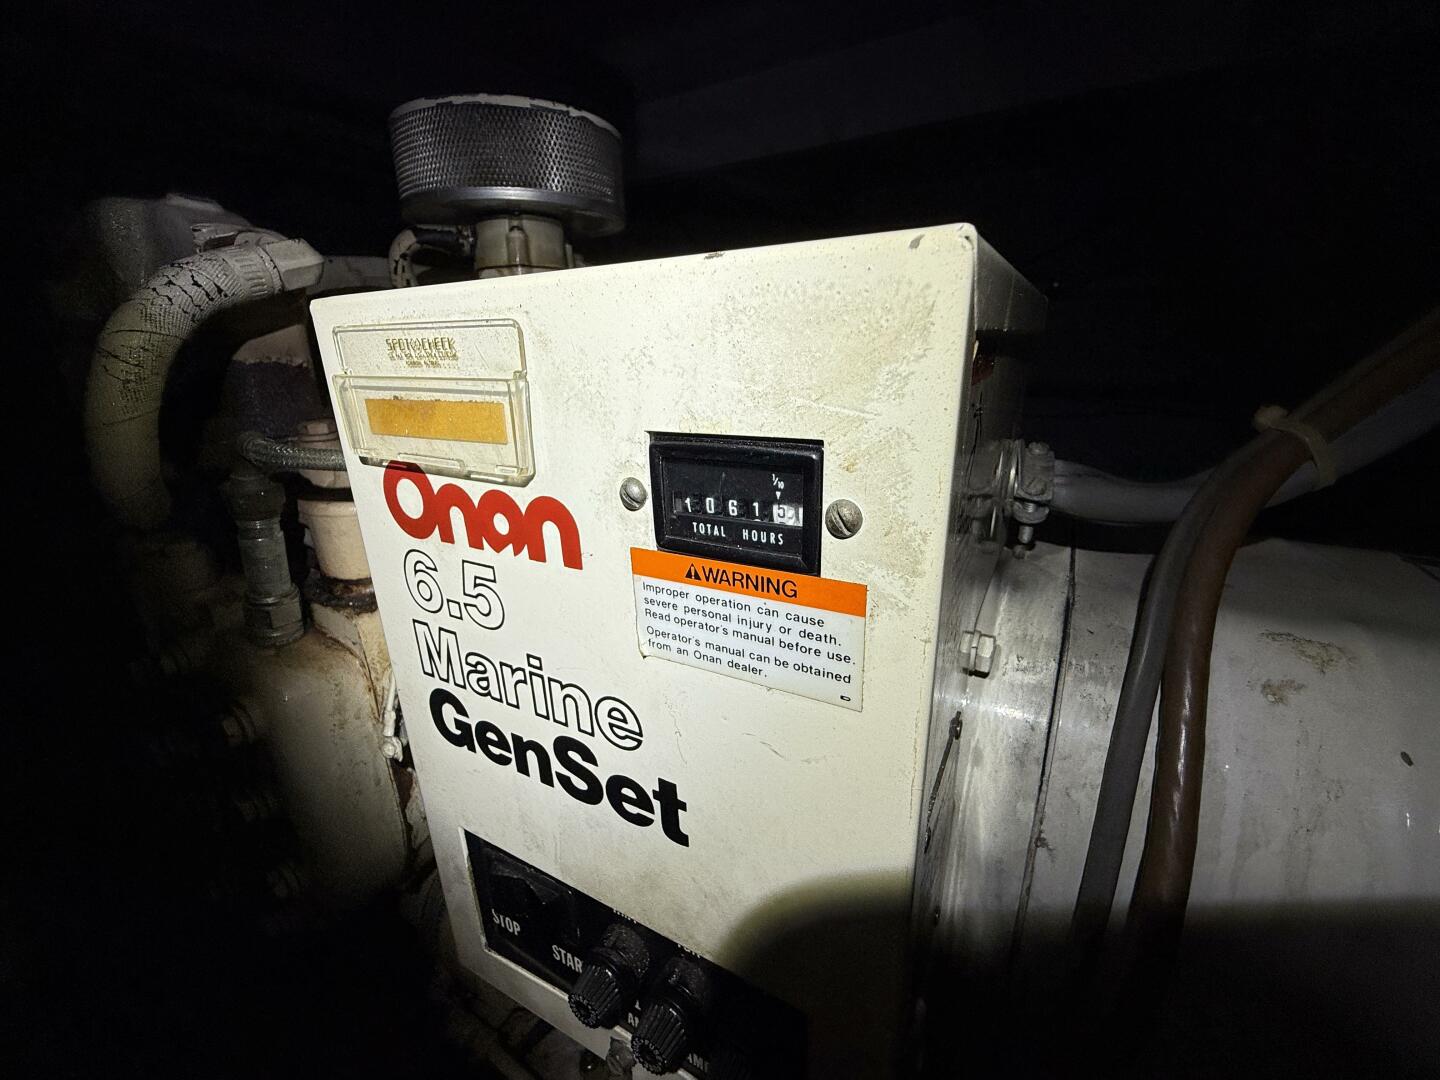 SPOT CHECK
Onan
6.5
Marine
GenSet
1/10
1 0 6 1 5
TOTAL HOURS
WARNING
Improper operation can cause
severe personal injury or death.
Read operator's manual before use.
Operator's manual can be obtained
from an Onan dealer.
STOP
STAR